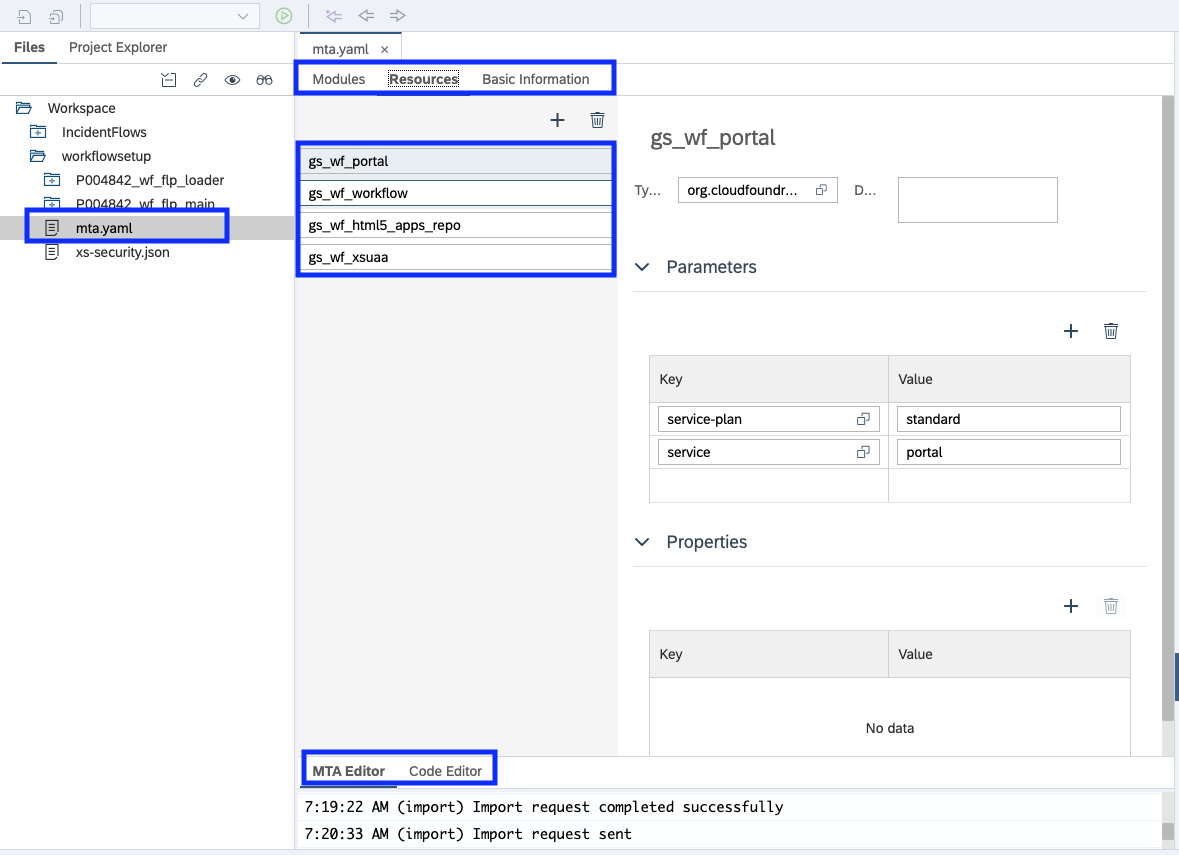 Files Project Explorer
mta.yaml ×
Modules Resources Basic Information
Workspace
IncidentFlows
workflowsetup
P004842_wf_flp_loader
P004842_wf_flp_main
mta.yaml
xs-security.json
gs_wf_portal
gs_wf_workflow
gs_wf_html5_apps_repo
gs_wf_xsuaa
gs_wf_portal
Ty... org.cloudfoundr... D...
Parameters
Key Value
service-plan standard
service portal
Properties
Key Value
No data
MTA Editor Code Editor
7:19:22 AM (import) Import request completed successfully
7:20:33 AM (import) Import request sent